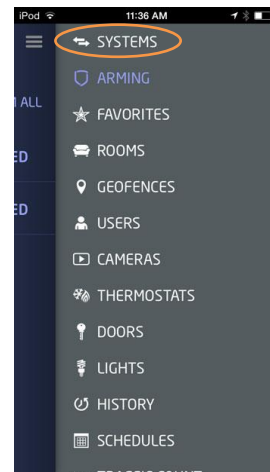 iPod 11:36 AM
SYSTEMS
ARMING
ALL
FAVORITES
ED
ROOMS
GEOFENCES
ED
USERS
CAMERAS
THERMOSTATS
DOORS
LIGHTS
HISTORY
SCHEDULES